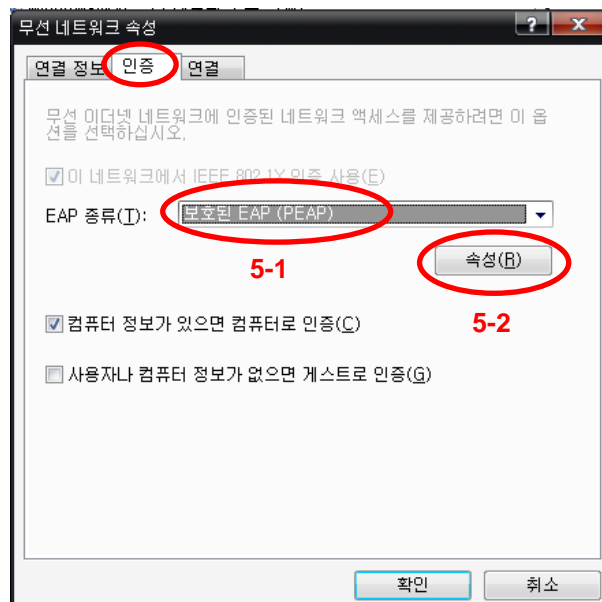 무선 네트워크 속성
연결 정보 인증 연결
무선 이더넷 네트워크에 인증된 네트워크 액세스를 제공하려면 이 옵
션을 선택하십시오.
이 네트워크에서 IEEE 802.1X 인증 사용(E)
EAP 종류(T): 보호된 EAP (PEAP)
5-1
속성(R)
5-2
컴퓨터 정보가 있으면 컴퓨터로 인증(C)
사용자나 컴퓨터 정보가 없으면 게스트로 인증(G)
확인 취소